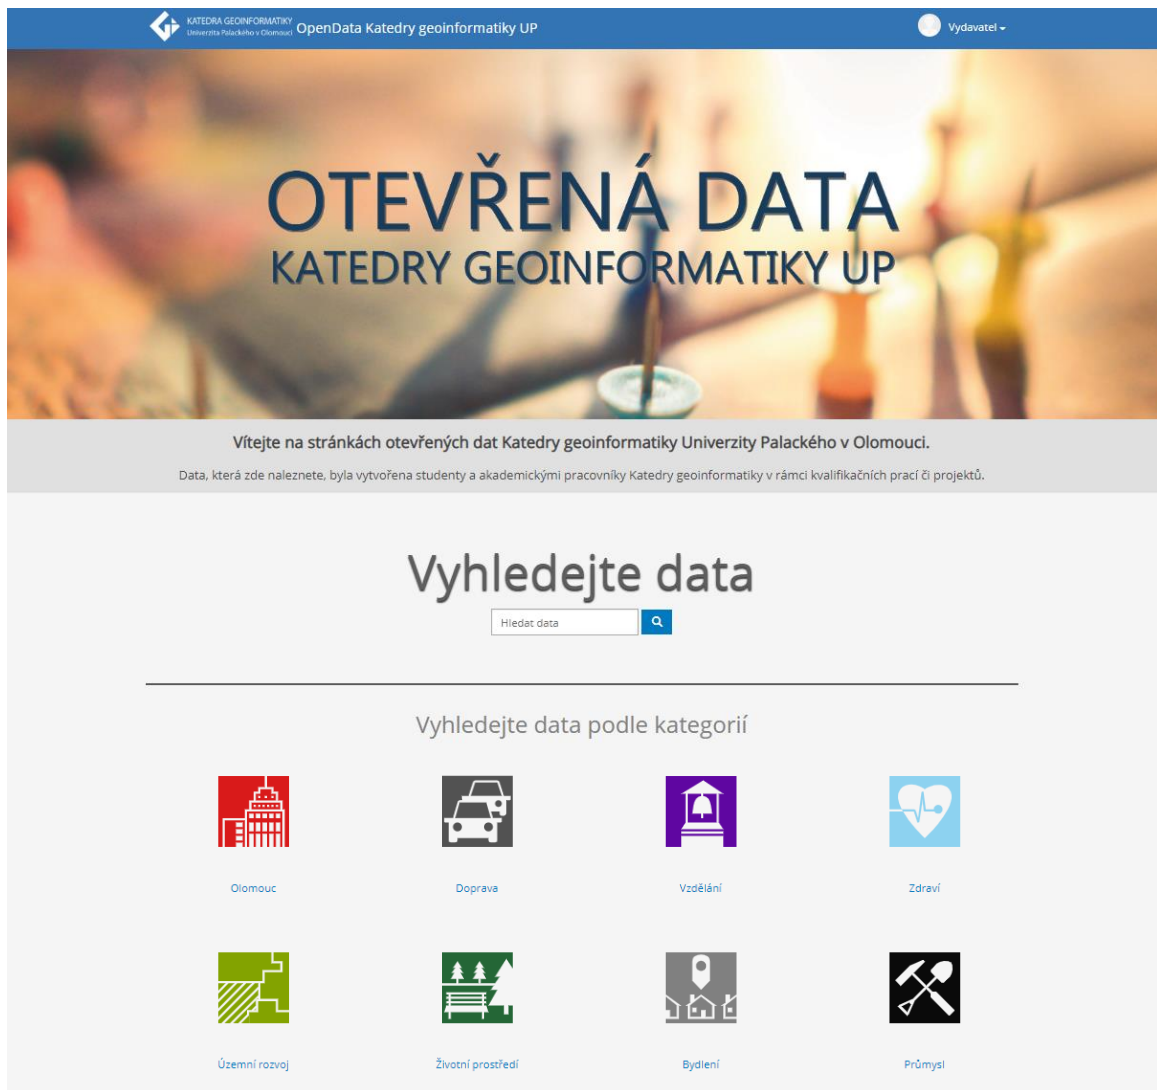 KATEDRA GEOINFORMATIKY
Univerzita Palackého v Olomouci
OpenData Katedry geoinformatiky UP
Vydavatel
OTEVŘENÁ DATA
KATEDRY GEOINFORMATIKY UP
Vítejte na stránkách otevřených dat Katedry geoinformatiky Univerzity Palackého v Olomouci.
Data, která zde naleznete, byla vytvořena studenty a akademickými pracovníky Katedry geoinformatiky v rámci kvalifikačních prací či projektů.
Vyhledejte data
Hledat data
Vyhledejte data podle kategorií
Olomouc
Doprava
Vzdělání
Zdraví
Územní rozvoj
Životní prostředí
Bydlení
Průmysl